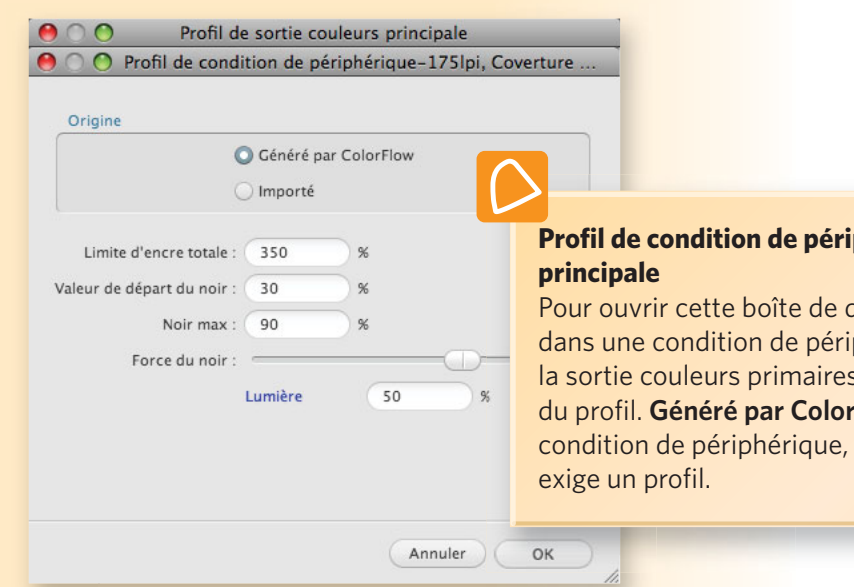 Profil de sortie couleurs principale
Profil de condition de périphérique-175lpi, Coverture ...
Origine
Généré par ColorFlow
Importé
Limite d'encre totale : 350 %
Valeur de départ du noir : 30 %
Noir max : 90 %
Force du noir :
Lumière 50 %
Annuler OK
Profil de condition de péri
principale
Pour ouvrir cette boîte de
dans une condition de péri
la sortie couleurs primaires
du profil. Généré par Color
condition de périphérique,
exige un profil.